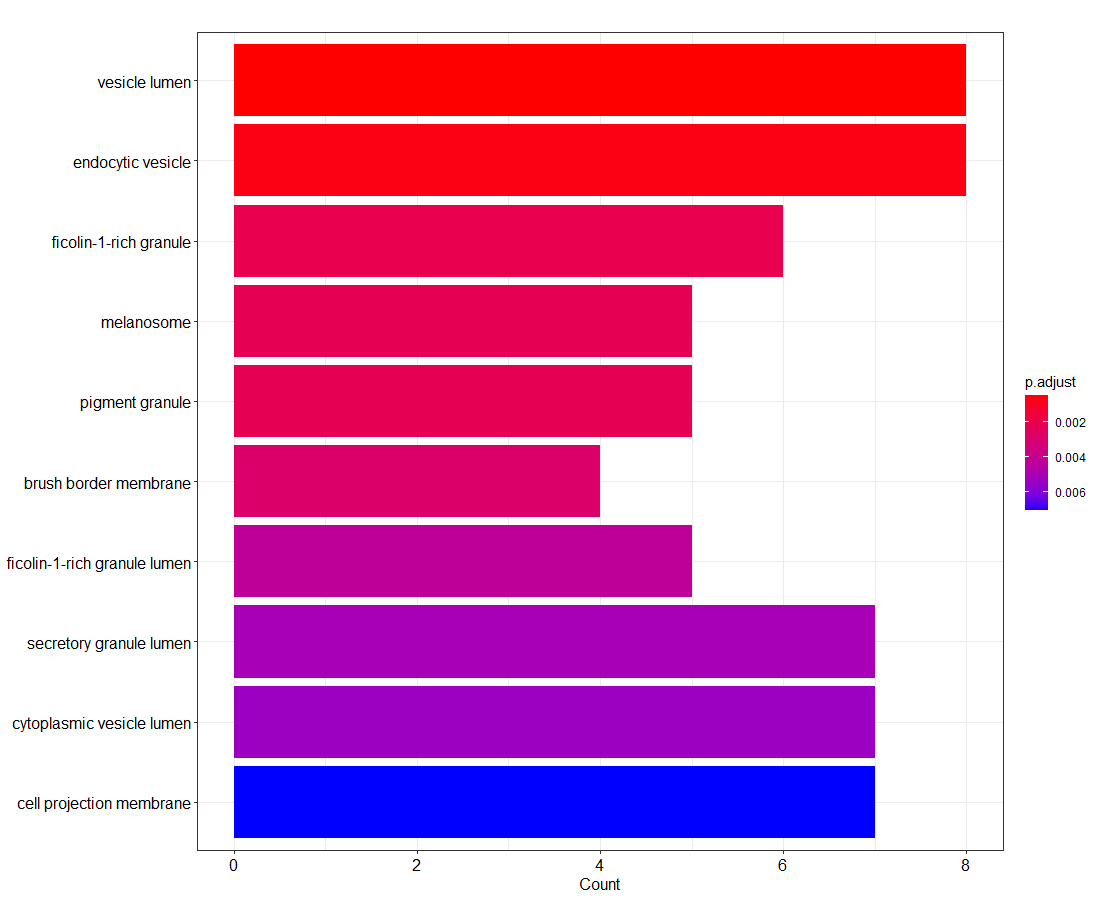 vesicle lumen
endocytic vesicle
ficolin-1-rich granule
melanosome
pigment granule
brush border membrane
ficolin-1-rich granule lumen
secretory granule lumen
cytoplasmic vesicle lumen
cell projection membrane
0 2 4 6 8
Count
p.adjust
0.002
0.004
0.006